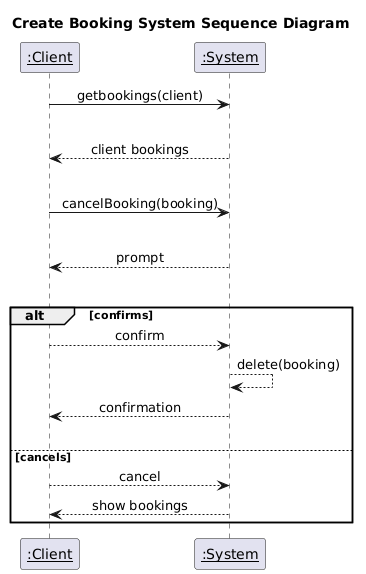 Create Booking System Sequence Diagram
:Client :System
getbookings(client)
client bookings
cancelBooking(booking)
prompt
alt [confirms]
confirm
delete(booking)
confirmation
[cancels]
cancel
show bookings
:Client :System